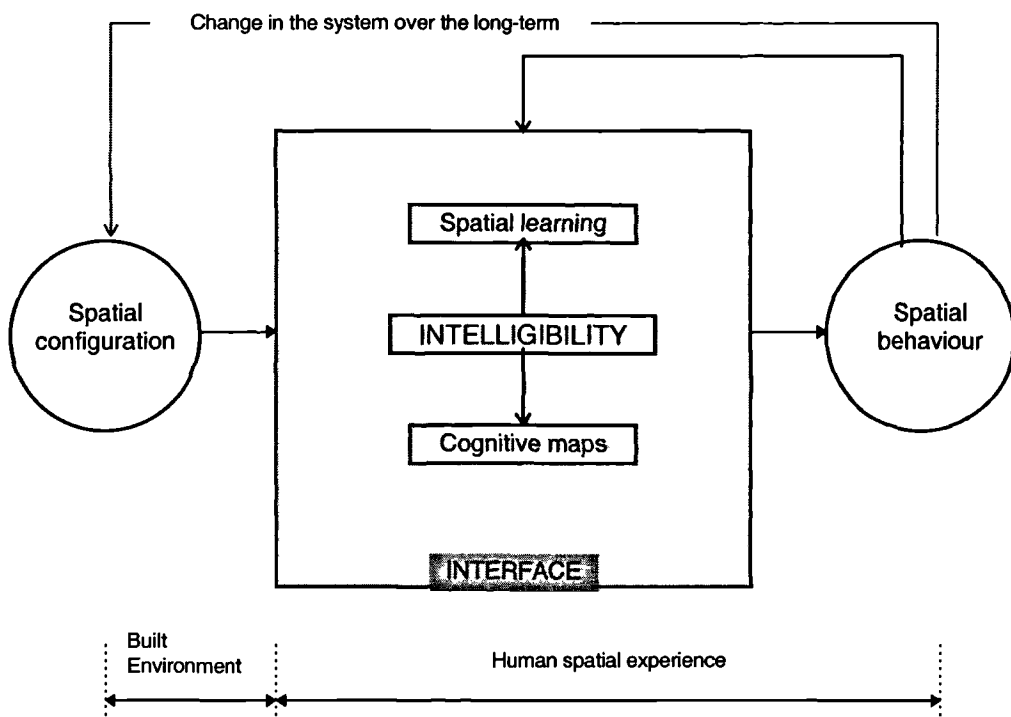 Change in the system over the long-term
Spatial learning
Spatial
configuration
INTELLIGIBILITY
Spatial
behaviour
Cognitive maps
INTERFACE
Built
Environment
Human spatial experience